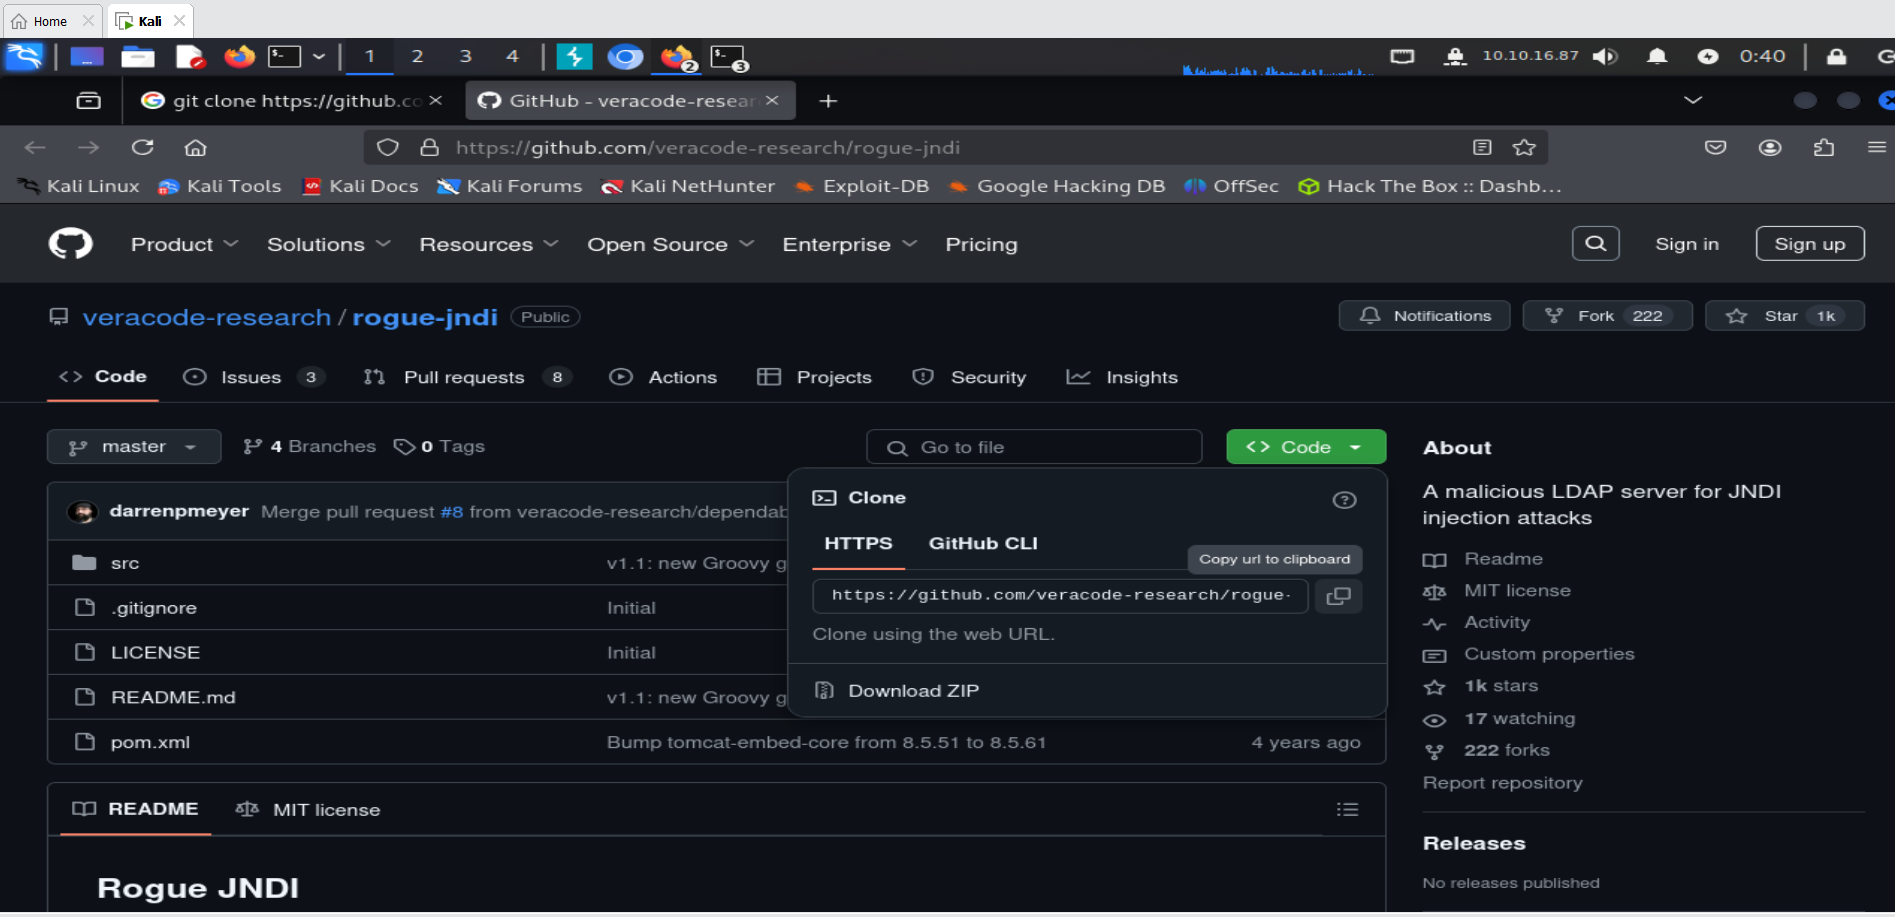 Home
Kali
1 2 3 4
2
3
10.10.16.87
0:40
git clone https://github.co
GitHub - veracode-resear
https://github.com/veracode-research/rogue-jndi
Kali Linux Kali Tools Kali Docs Kali Forums Kali NetHunter Exploit-DB Google Hacking DB OffSec Hack The Box :: Dashb…
Product Solutions Resources Open Source Enterprise Pricing
Sign in Sign up
veracode-research / rogue-jndi Public
Notifications Fork 222 Star 1k
Code Issues 3 Pull requests 8 Actions Projects Security Insights
master 4 Branches 0 Tags
Go to file
Code
darrenpmeyer Merge pull request #8 from veracode-research/dependab
src v1.1: new Groovy g
.gitignore Initial
LICENSE Initial
README.md v1.1: new Groovy g
pom.xml Bump tomcat-embed-core from 8.5.51 to 8.5.61 4 years ago
Clone
HTTPS GitHub CLI
Copy url to clipboard
https://github.com/veracode-research/rogue-
Clone using the web URL.
Download ZIP
README MIT license
Rogue JNDI
About
A malicious LDAP server for JNDI
injection attacks
Readme
MIT license
Activity
Custom properties
1k stars
17 watching
222 forks
Report repository
Releases
No releases published